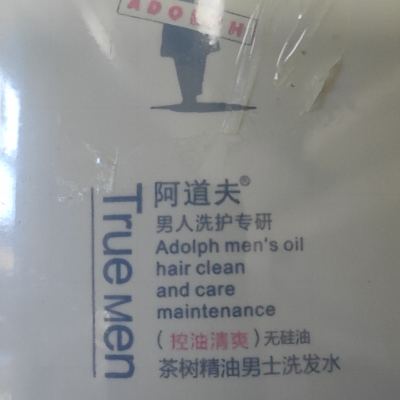 ADOLPH
True Men
阿道夫®
男人洗护专研
Adolph men's oil
hair clean
and care
maintenance
(控油清爽)无硅油
茶树精油男士洗发水